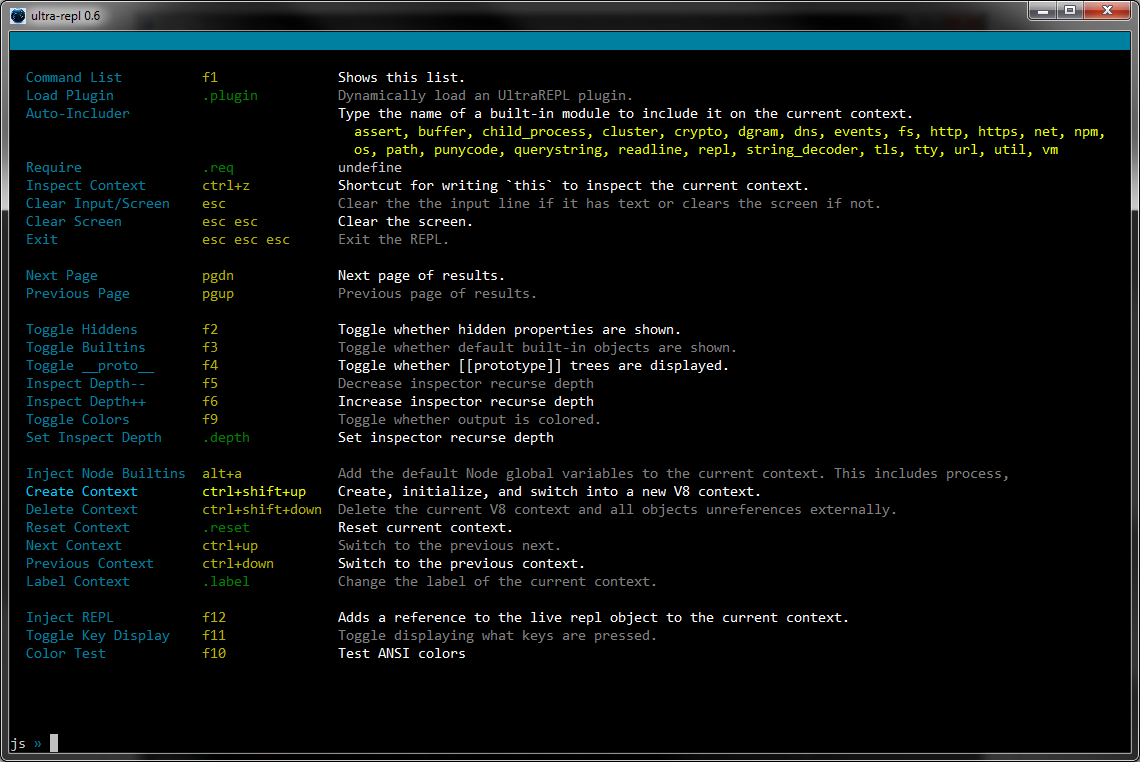 ultra-repl 0.6
Command List f1 Shows this list.
Load Plugin .plugin Dynamically load an UltraREPL plugin.
Auto-Includer Type the name of a built-in module to include it on the current context.
assert, buffer, child_process, cluster, crypto, dgram, dns, events, fs, http, https, net, npm,
os, path, punycode, querystring, readline, repl, string_decoder, tls, tty, url, util, vm
Require .req undefine
Inspect Context ctrl+z Shortcut for writing `this` to inspect the current context.
Clear Input/Screen esc Clear the the input line if it has text or clears the screen if not.
Clear Screen esc esc Clear the screen.
Exit esc esc esc Exit the REPL.
Next Page pgdn Next page of results.
Previous Page pgup Previous page of results.
Toggle Hiddens f2 Toggle whether hidden properties are shown.
Toggle Builtins f3 Toggle whether default built-in objects are shown.
Toggle __proto__ f4 Toggle whether [[prototype]] trees are displayed.
Inspect Depth-- f5 Decrease inspector recurse depth
Inspect Depth++ f6 Increase inspector recurse depth
Toggle Colors f9 Toggle whether output is colored.
Set Inspect Depth .depth Set inspector recurse depth
Inject Node Builtins alt+a Add the default Node global variables to the current context. This includes process,
Create Context ctrl+shift+up Create, initialize, and switch into a new V8 context.
Delete Context ctrl+shift+down Delete the current V8 context and all objects unreferences externally.
Reset Context .reset Reset current context.
Next Context ctrl+up Switch to the previous next.
Previous Context ctrl+down Switch to the previous context.
Label Context .label Change the label of the current context.
Inject REPL f12 Adds a reference to the live repl object to the current context.
Toggle Key Display f11 Toggle displaying what keys are pressed.
Color Test f10 Test ANSI colors
js »